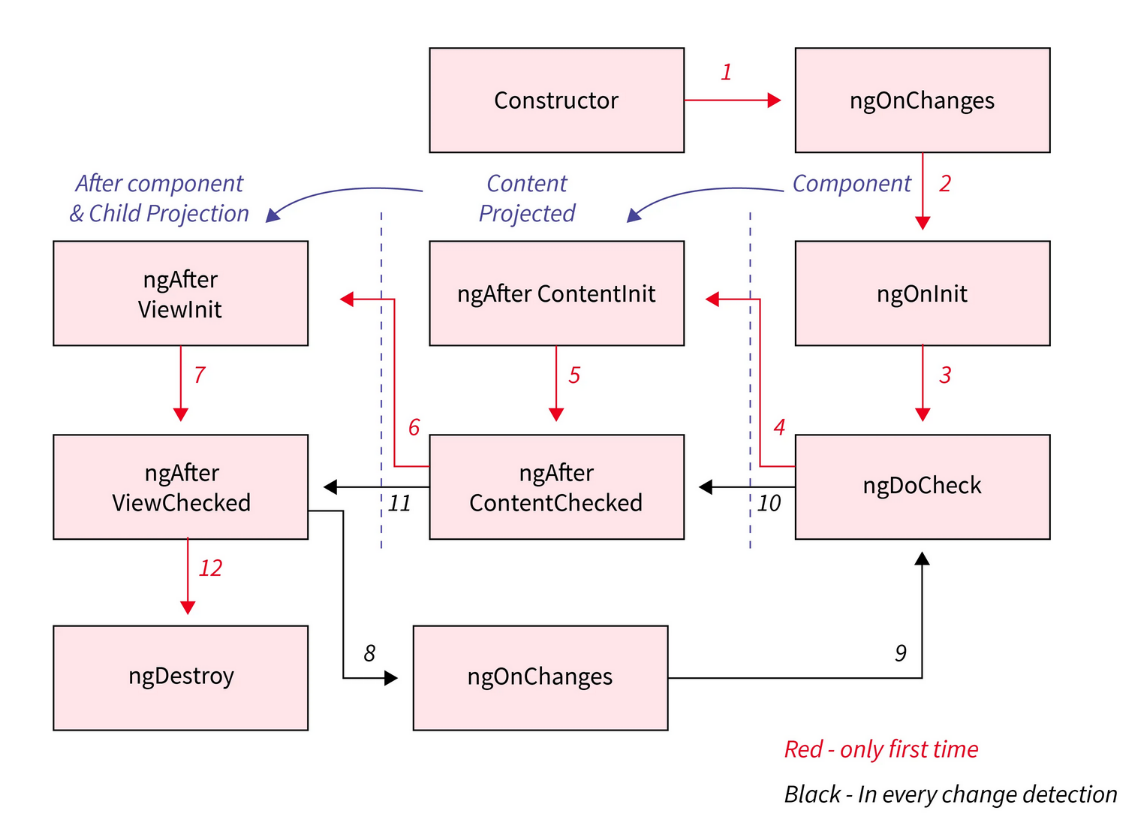 1
Constructor
ngOnChanges
After component
& Child Projection
Content
Projected
Component
2
ngAfter
ViewInit
ngAfter ContentInit
ngOnInit
7
5
3
6
4
ngAfter
ViewChecked
ngAfter
ContentChecked
ngDoCheck
11
10
12
8
9
ngDestroy
ngOnChanges
Red - only first time
Black - In every change detection